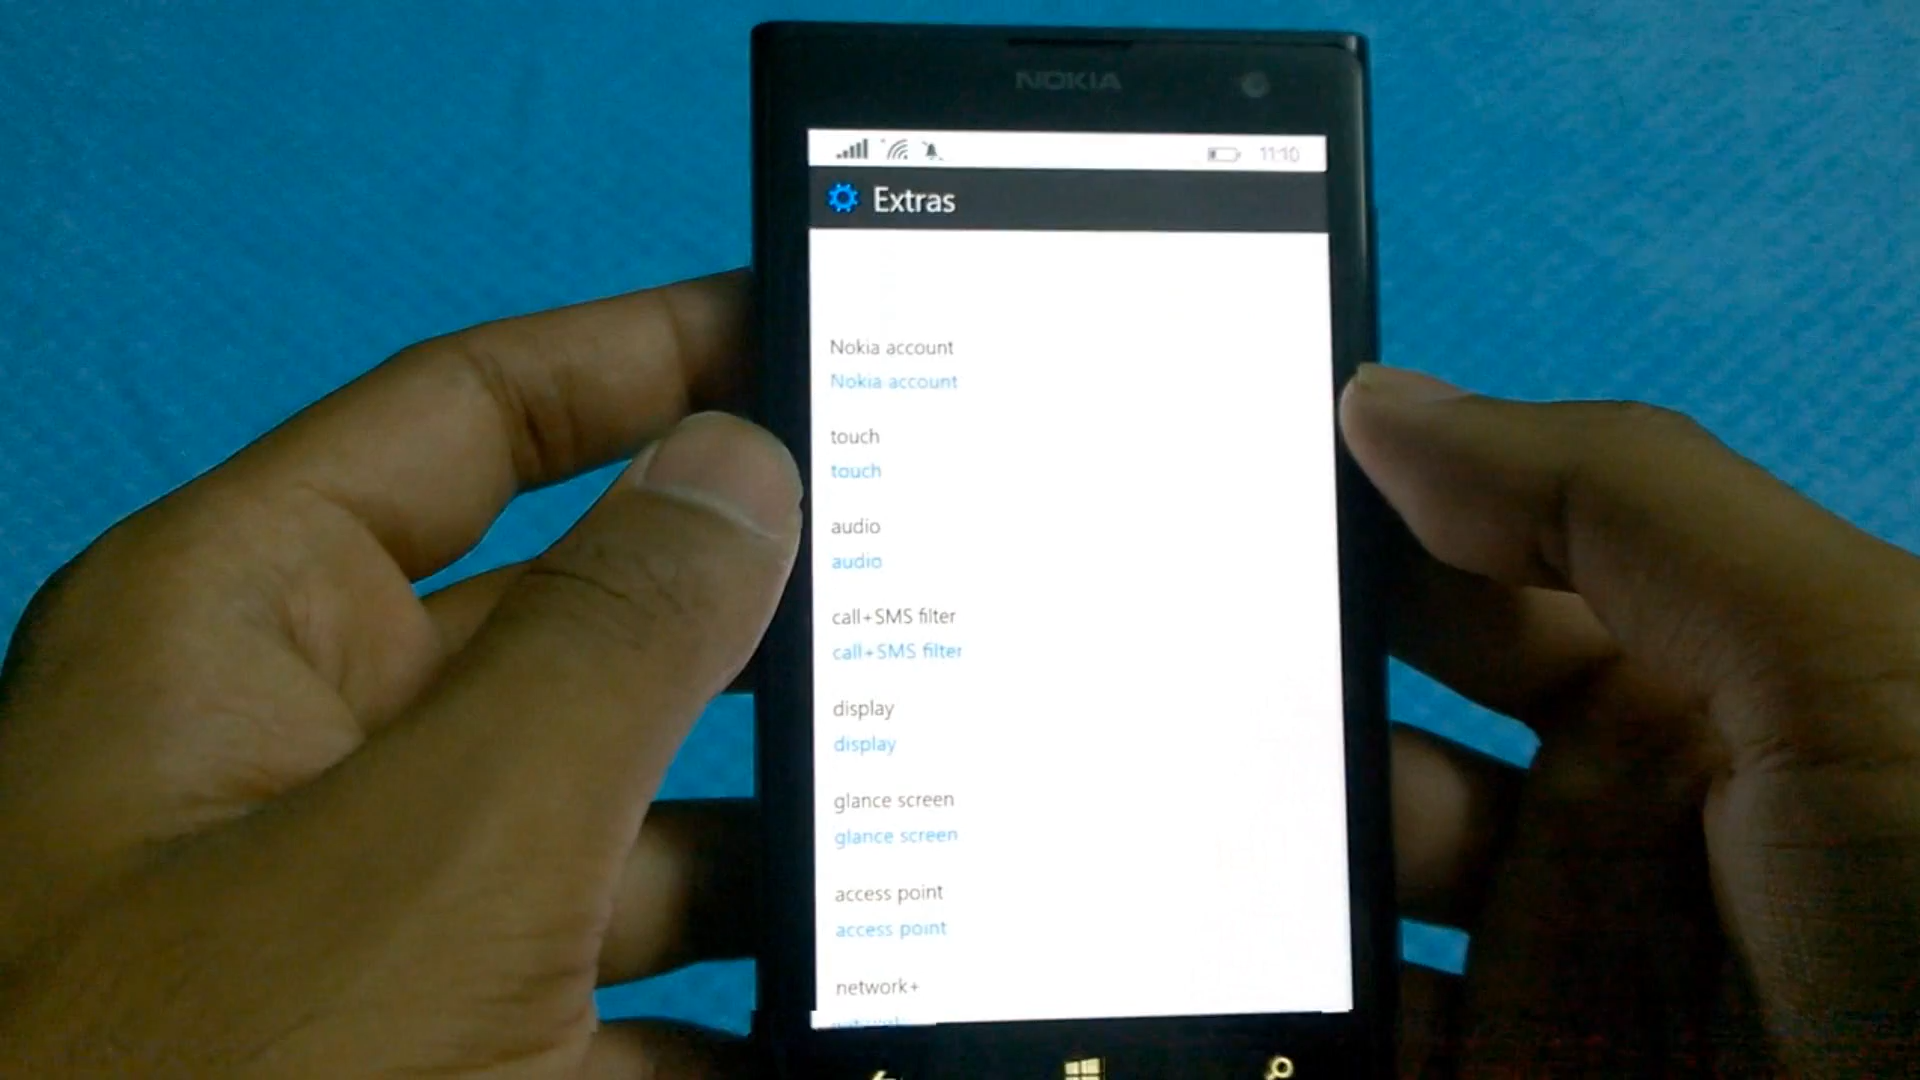 NOKIA
11:10
Extras
Nokia account
Nokia account
touch
touch
audio
audio
call+SMS filter
call+SMS filter
display
display
glance screen
glance screen
access point
access point
network+